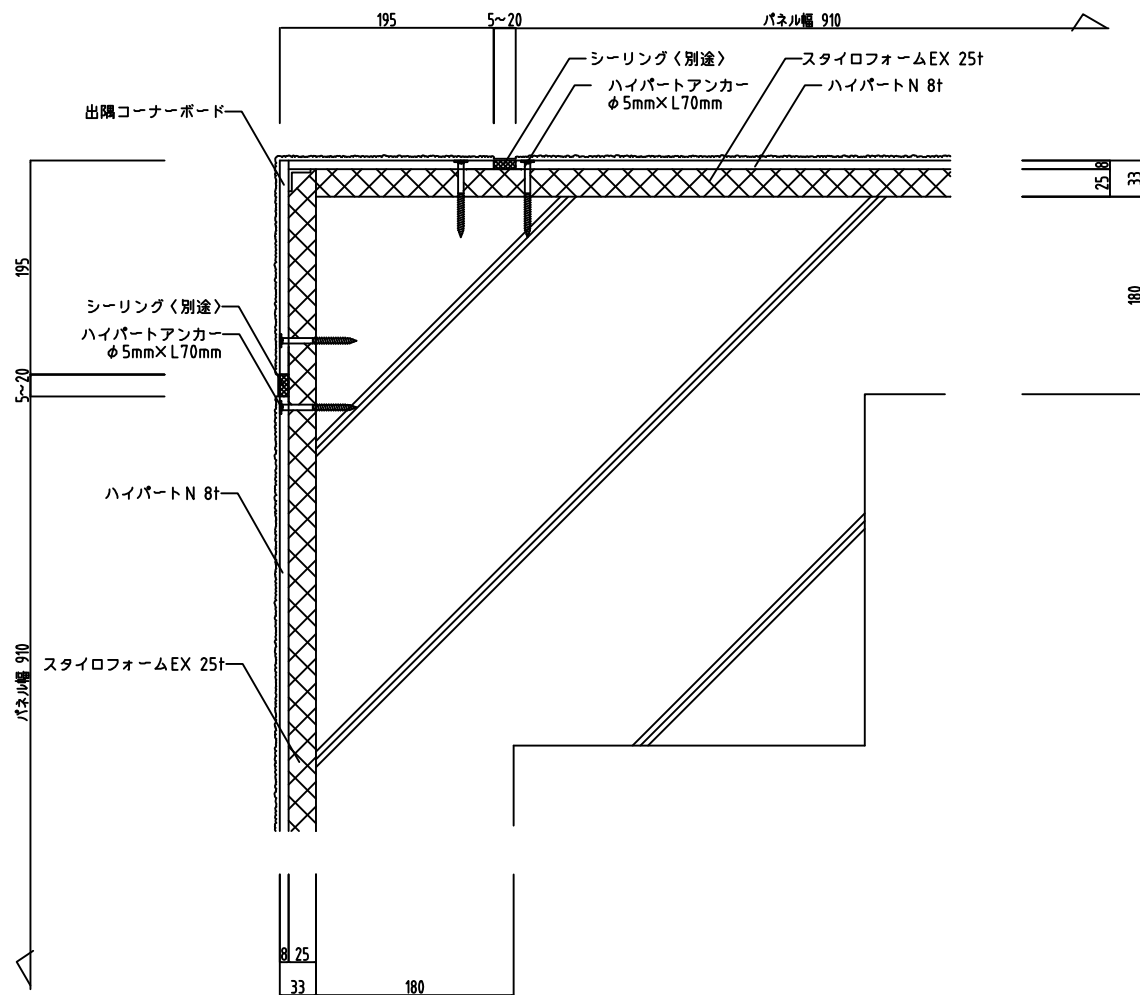 195
5~20
パネル幅 910
シーリング〈別途〉
スタイロフォームEX 25t
ハイパートアンカー
φ5mm×L70mm
ハイパートN 8t
出隅コーナーボード
8
25
33
195
180
シーリング〈別途〉
ハイパートアンカー
φ5mm×L70mm
5~20
ハイパートN 8t
スタイロフォームEX 25t
パネル幅 910
8
25
33
180